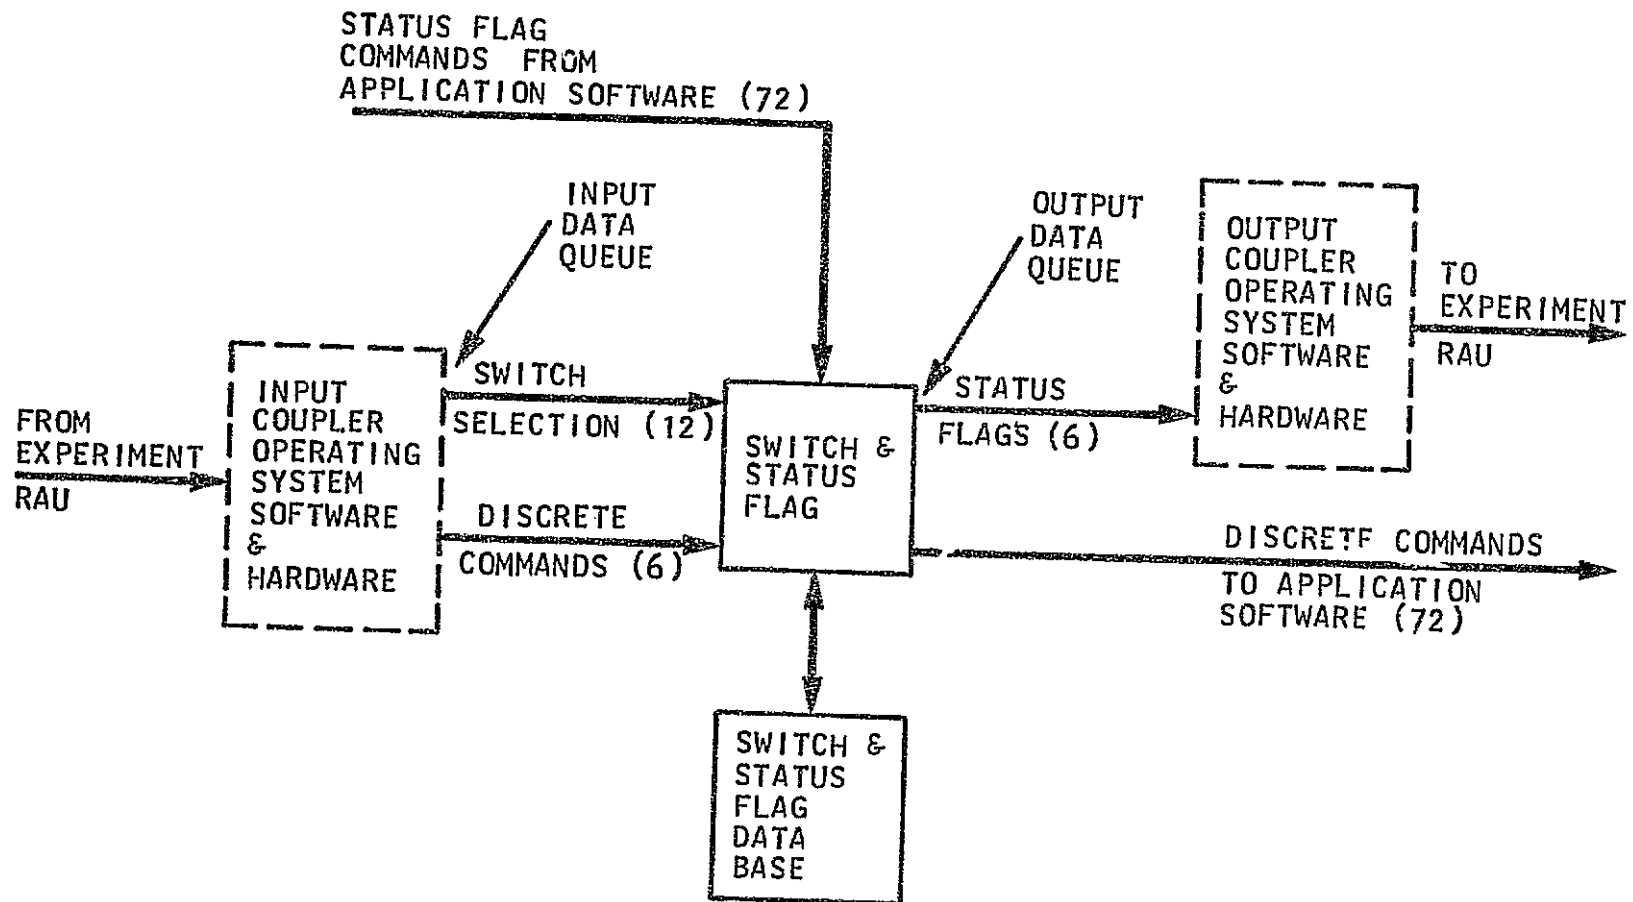 STATUS FLAG
COMMANDS FROM
APPLICATION SOFTWARE (72)
INPUT
DATA
QUEUE
OUTPUT
DATA
QUEUE
OUTPUT
COUPLER
OPERATING
SYSTEM
SOFTWARE
&
HARDWARE
TO
EXPERIMENT
RAU
FROM
EXPERIMENT
RAU
INPUT
COUPLER
OPERATING
SYSTEM
SOFTWARE
&
HARDWARE
SWITCH
SELECTION (12)
DISCRETE
COMMANDS (6)
SWITCH &
STATUS
FLAG
STATUS
FLAGS (6)
DISCRETF COMMANDS
TO APPLICATION
SOFTWARE (72)
SWITCH &
STATUS
FLAG
DATA
BASE